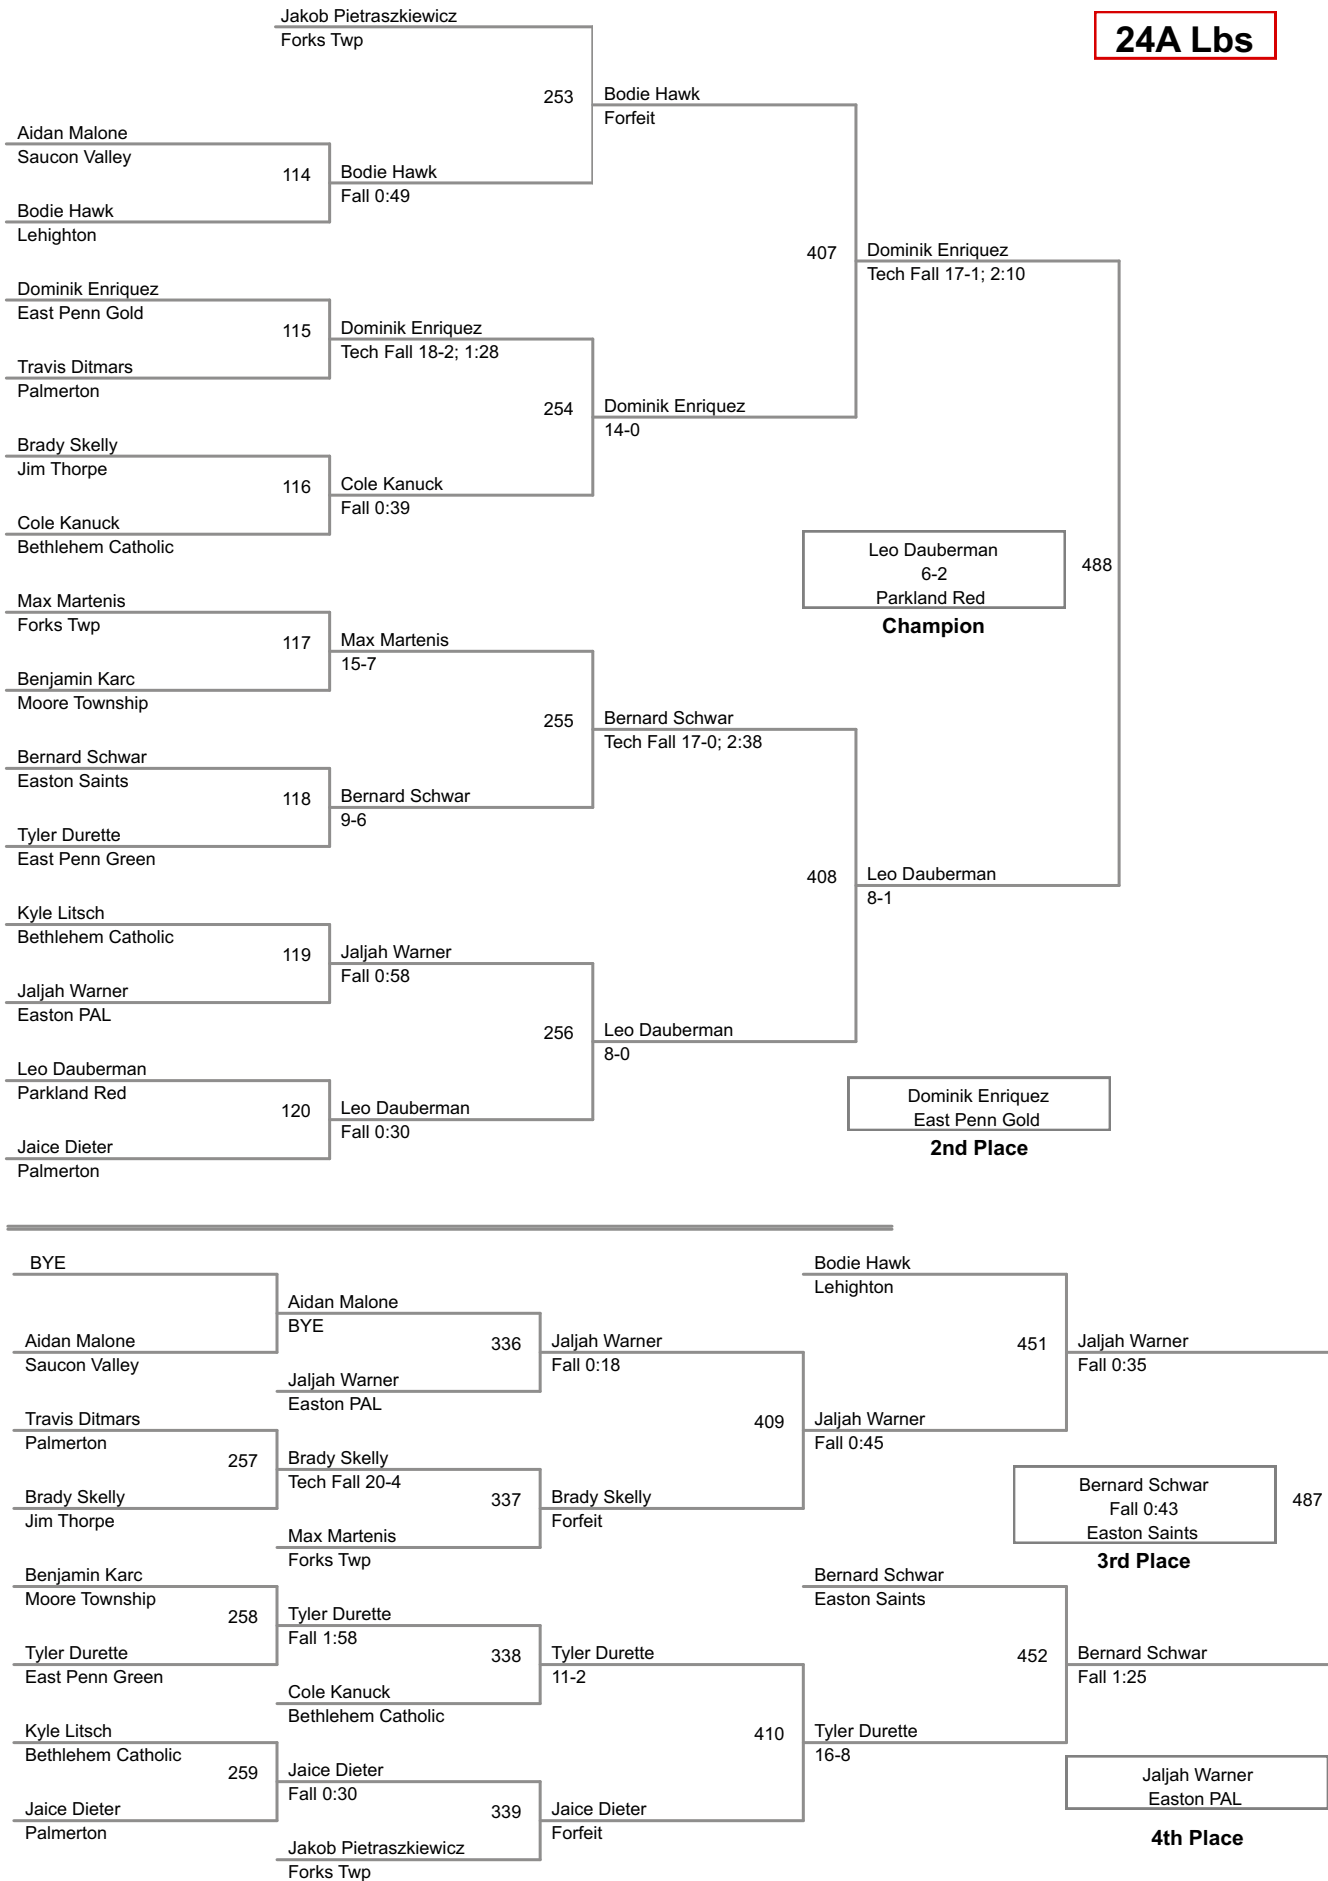 Jakob Pietraszkiewicz
Forks Twp
24A Lbs
253
Bodie Hawk
Forfeit
Aidan Malone
Saucon Valley
114
Bodie Hawk
Fall 0:49
Bodie Hawk
Lehighton
407
Dominik Enriquez
Tech Fall 17-1; 2:10
Dominik Enriquez
East Penn Gold
115
Dominik Enriquez
Tech Fall 18-2; 1:28
Travis Ditmars
Palmerton
254
Dominik Enriquez
14-0
Brady Skelly
Jim Thorpe
116
Cole Kanuck
Fall 0:39
Cole Kanuck
Bethlehem Catholic
Leo Dauberman
6-2
Parkland Red
488
Champion
Max Martenis
Forks Twp
117
Max Martenis
15-7
Benjamin Karc
Moore Township
255
Bernard Schwar
Tech Fall 17-0; 2:38
Bernard Schwar
Easton Saints
118
Bernard Schwar
9-6
Tyler Durette
East Penn Green
408
Leo Dauberman
8-1
Kyle Litsch
Bethlehem Catholic
119
Jaljah Warner
Fall 0:58
Jaljah Warner
Easton PAL
256
Leo Dauberman
8-0
Leo Dauberman
Parkland Red
120
Leo Dauberman
Fall 0:30
Jaice Dieter
Palmerton
Dominik Enriquez
East Penn Gold
2nd Place
BYE
Bodie Hawk
Lehighton
Aidan Malone
BYE
Aidan Malone
Saucon Valley
336
Jaljah Warner
Fall 0:18
451
Jaljah Warner
Fall 0:35
Jaljah Warner
Easton PAL
Travis Ditmars
Palmerton
409
Jaljah Warner
Fall 0:45
257
Brady Skelly
Tech Fall 20-4
Brady Skelly
Jim Thorpe
337
Brady Skelly
Forfeit
Bernard Schwar
Fall 0:43
Easton Saints
487
3rd Place
Max Martenis
Forks Twp
Benjamin Karc
Moore Township
Bernard Schwar
Easton Saints
258
Tyler Durette
Fall 1:58
Tyler Durette
East Penn Green
338
Tyler Durette
11-2
452
Bernard Schwar
Fall 1:25
Cole Kanuck
Bethlehem Catholic
Kyle Litsch
Bethlehem Catholic
410
Tyler Durette
16-8
259
Jaice Dieter
Fall 0:30
Jaljah Warner
Easton PAL
4th Place
Jaice Dieter
Palmerton
339
Jaice Dieter
Forfeit
Jakob Pietraszkiewicz
Forks Twp